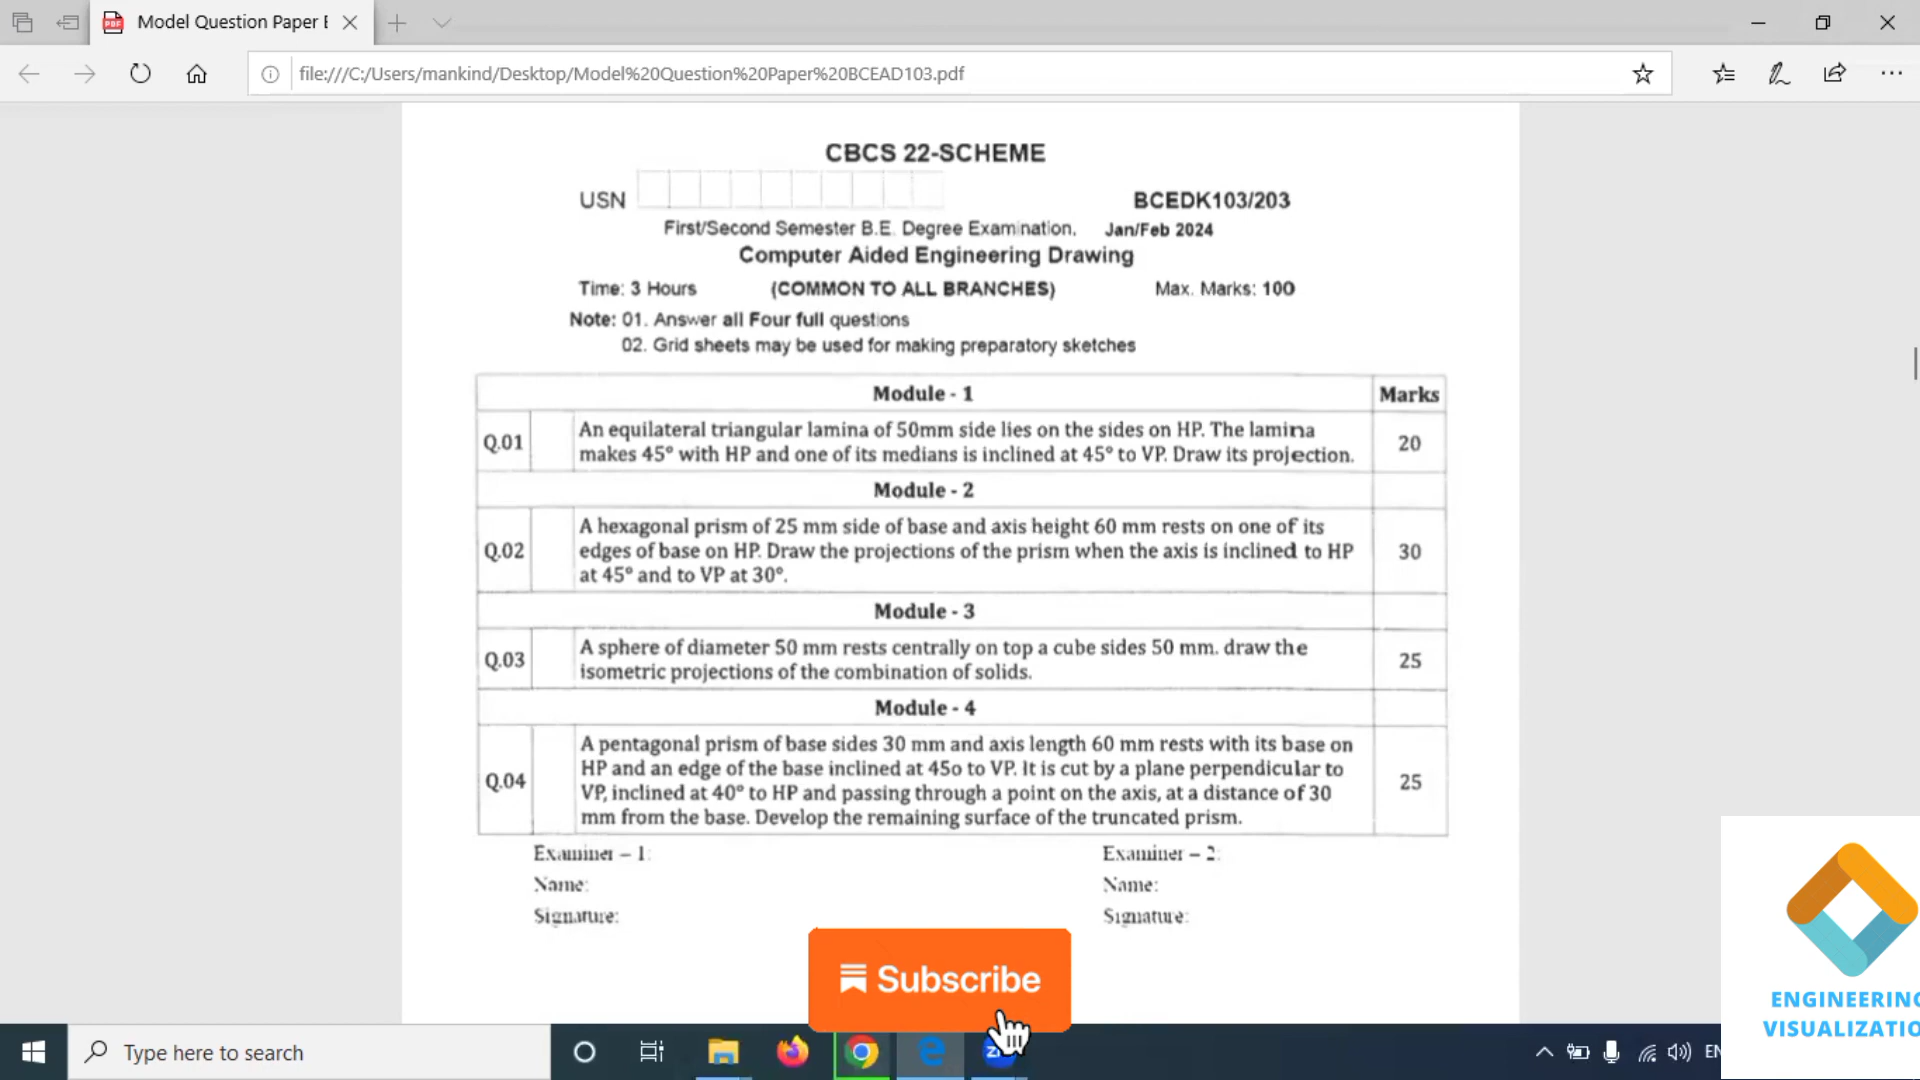 Model Question Paper
file:///C:/Users/mankind/Desktop/Model%20Question%20Paper%20BCEAD103.pdf
CBCS 22-SCHEME
USN
BCEDK103/203
First/Second Semester B.E. Degree Examination, Jan/Feb 2024
Computer Aided Engineering Drawing
Time: 3 Hours (COMMON TO ALL BRANCHES) Max. Marks: 100
Note: 01. Answer all Four full questions
02. Grid sheets may be used for making preparatory sketches
Module - 1 Marks
Q.01 An equilateral triangular lamina of 50mm side lies on the sides on HP. The lamina
makes 45° with HP and one of its medians is inclined at 45° to VP. Draw its projection. 20
Module - 2
Q.02 A hexagonal prism of 25 mm side of base and axis height 60 mm rests on one of its
edges of base on HP. Draw the projections of the prism when the axis is inclined to HP
at 45° and to VP at 30°. 30
Module - 3
Q.03 A sphere of diameter 50 mm rests centrally on top a cube sides 50 mm. draw the
isometric projections of the combination of solids. 25
Module - 4
Q.04 A pentagonal prism of base sides 30 mm and axis length 60 mm rests with its base on
HP and an edge of the base inclined at 45o to VP. It is cut by a plane perpendicular to
VP, inclined at 40° to HP and passing through a point on the axis, at a distance of 30
mm from the base. Develop the remaining surface of the truncated prism. 25
Examiner – 1: Examiner – 2:
Name: Name:
Signature: Signature:
Subscribe
ENGINEERING
VISUALIZATIO
Type here to search